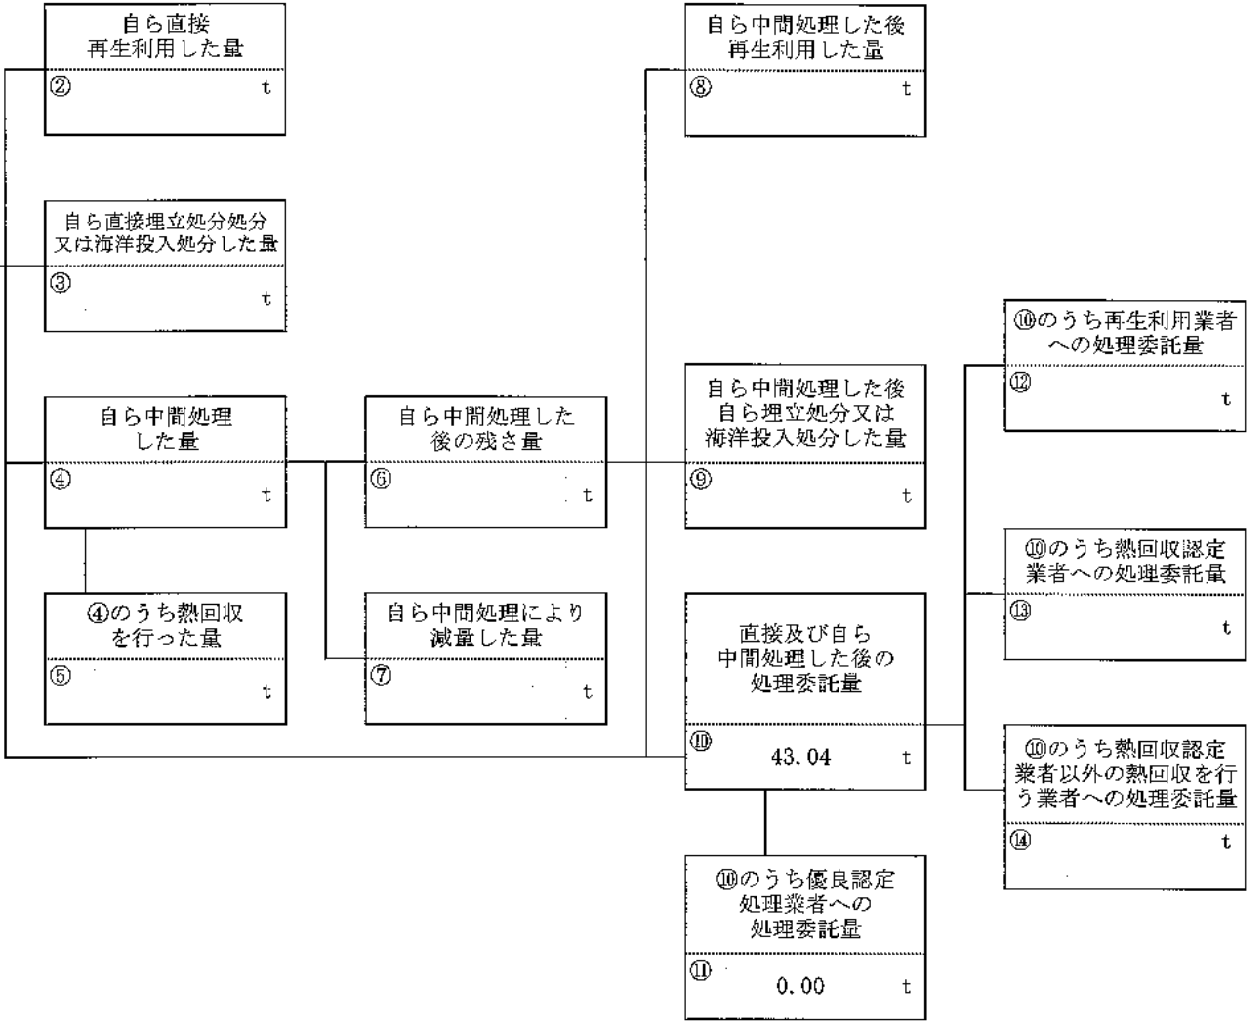 自ら直接
再生利用した量
② t
自ら中間処理した後
再生利用した量
⑧ t
自ら直接埋立処分処分
又は海洋投入処分した量
③ t
⑩のうち再生利用業者
への処理委託量
⑫ t
自ら中間処理
した量
④ t
自ら中間処理した
後の残さ量
⑥ t
自ら中間処理した後
自ら埋立処分又は
海洋投入処分した量
⑨ t
⑩のうち熱回収認定
業者への処理委託量
⑬ t
④のうち熱回収
を行った量
⑤ t
自ら中間処理により
減量した量
⑦ t
直接及び自ら
中間処理した後の
処理委託量
⑩ 43.04 t
⑩のうち熱回収認定
業者以外の熱回収を行
う業者への処理委託量
⑭ t
⑩のうち優良認定
処理業者への
処理委託量
⑪ 0.00 t